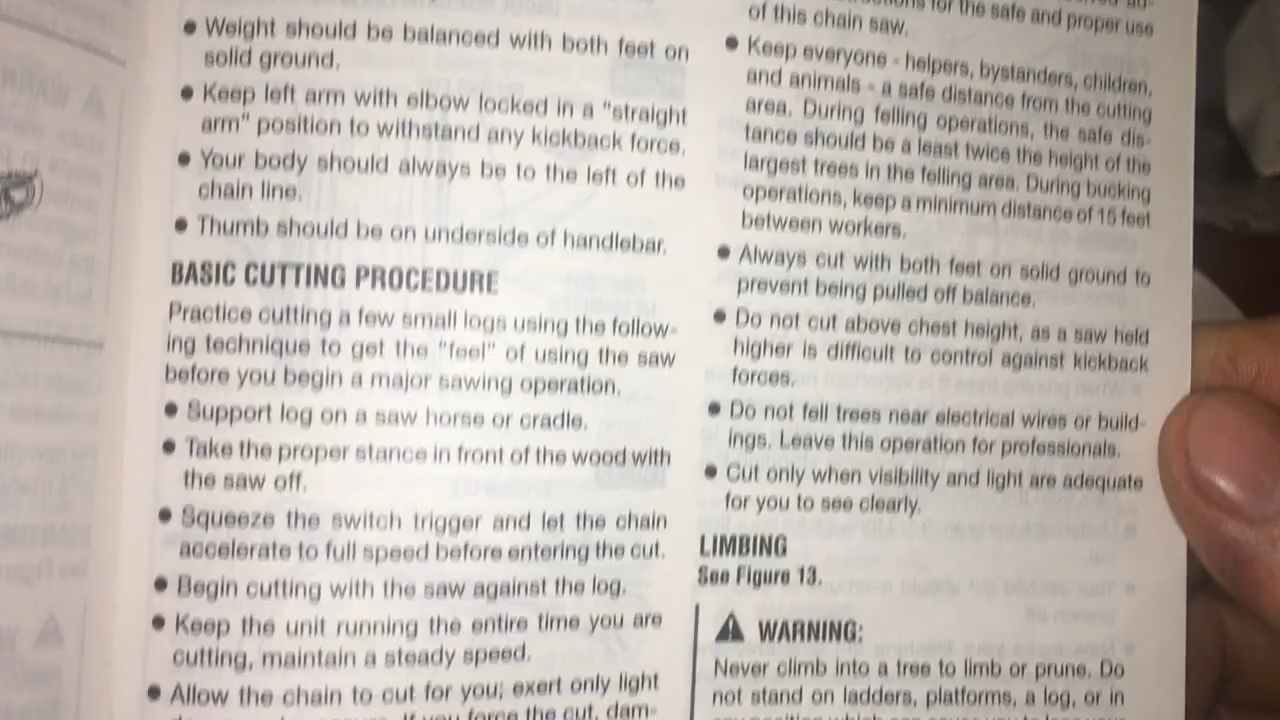 ● Weight should be balanced with both feet on
solid ground.
● Keep left arm with elbow locked in a "straight
arm" position to withstand any kickback force.
● Your body should always be to the left of the
chain line.
● Thumb should be on underside of handlebar.
BASIC CUTTING PROCEDURE
Practice cutting a few small logs using the follow-
ing technique to get the "feel" of using the saw
before you begin a major sawing operation.
● Support log on a saw horse or cradle.
● Take the proper stance in front of the wood with
the saw off.
● Squeeze the switch trigger and let the chain
accelerate to full speed before entering the cut.
● Begin cutting with the saw against the log.
● Keep the unit running the entire time you are
cutting, maintain a steady speed.
● Allow the chain to cut for you; exert only light
If you force the cut, dam-
for the safe and proper use
of this chain saw.
● Keep everyone - helpers, bystanders, children,
and animals - a safe distance from the cutting
area. During felling operations, the safe dis-
tance should be a least twice the height of the
largest trees in the felling area. During bucking
operations, keep a minimum distance of 15 feet
between workers.
● Always cut with both feet on solid ground to
prevent being pulled off balance.
● Do not cut above chest height, as a saw held
higher is difficult to control against kickback
forces.
● Do not fell trees near electrical wires or build-
ings. Leave this operation for professionals.
● Cut only when visibility and light are adequate
for you to see clearly.
LIMBING
See Figure 13.
WARNING:
Never climb into a tree to limb or prune. Do
not stand on ladders, platforms, a log, or in